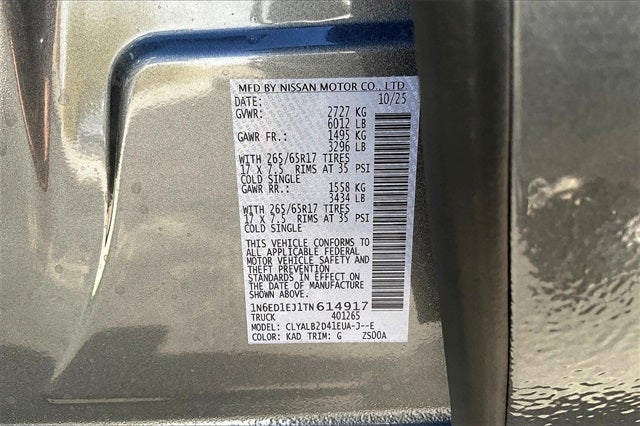 MFD BY NISSAN MOTOR CO., LTD.
DATE: 10/25
GVWR: 2727 KG
6012 LB
GAWR FR: 1495 KG
3296 LB
WITH 265/65R17 TIRES
17 X 7.5 RIMS AT 35 PSI
COLD SINGLE
GAWR RR: 1558 KG
3434 LB
WITH 265/65R17 TIRES
17 X 7.5 RIMS AT 35 PSI
COLD SINGLE
THIS VEHICLE CONFORMS TO
ALL APPLICABLE FEDERAL
MOTOR VEHICLE SAFETY AND
THEFT PREVENTION
STANDARDS IN EFFECT ON
THE DATE OF MANUFACTURE
SHOWN ABOVE.
1N6ED1EJ1TN614917
TRUCK 401265
MODEL: CLYALB2D41EUA-J--E
COLOR: KAD TRIM: G ZS00A